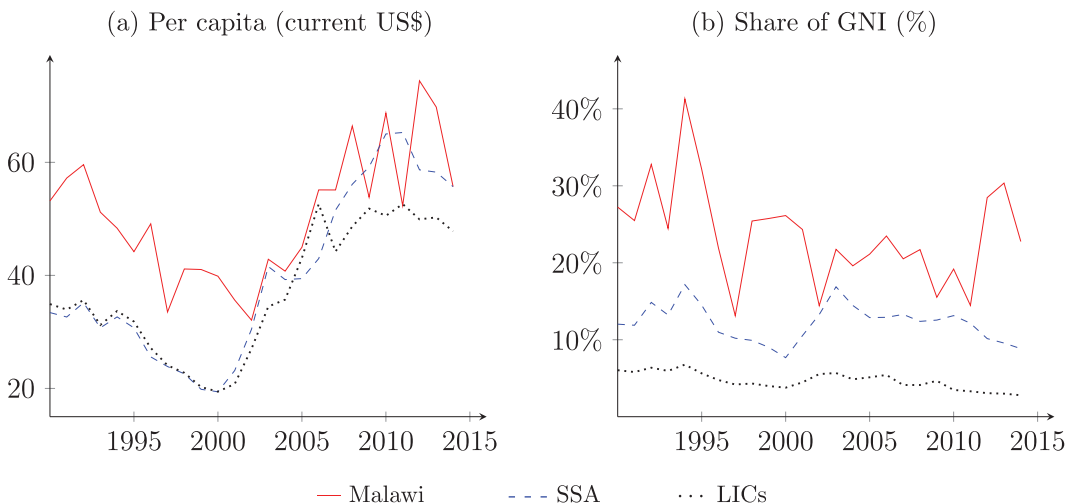 (a) Per capita (current US$)
60
40
20
1995 2000 2005 2010 2015
(b) Share of GNI (%)
40%
30%
20%
10%
1995 2000 2005 2010 2015
Malawi SSA LICs